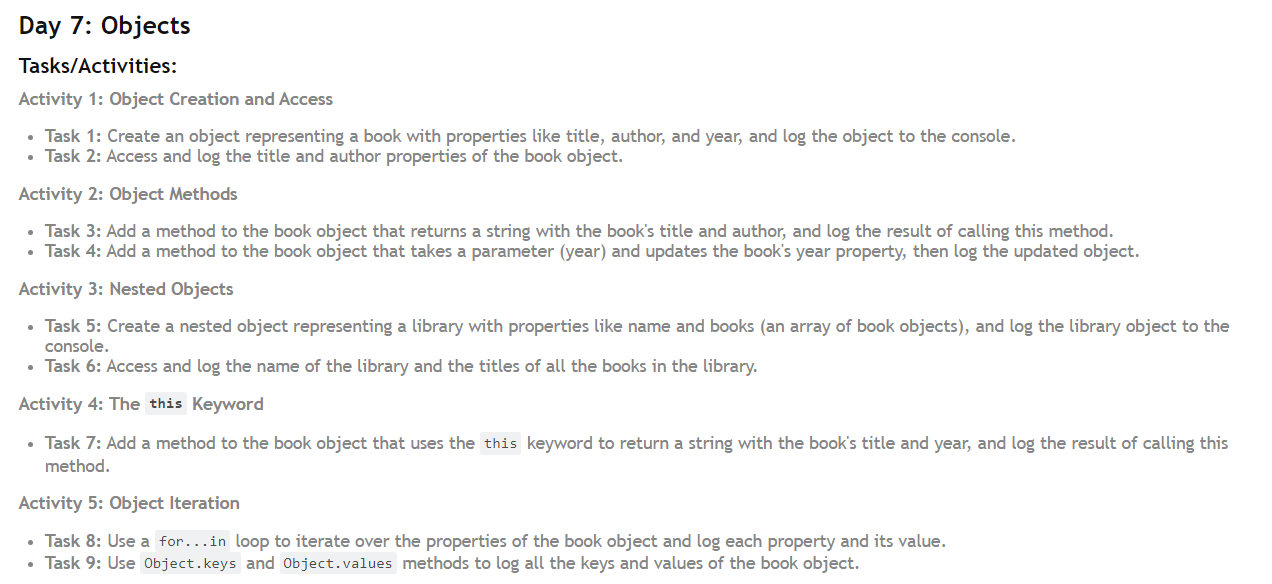 Day 7: Objects
Tasks/Activities:
Activity 1: Object Creation and Access
• Task 1: Create an object representing a book with properties like title, author, and year, and log the object to the console.
• Task 2: Access and log the title and author properties of the book object.
Activity 2: Object Methods
• Task 3: Add a method to the book object that returns a string with the book's title and author, and log the result of calling this method.
• Task 4: Add a method to the book object that takes a parameter (year) and updates the book's year property, then log the updated object.
Activity 3: Nested Objects
• Task 5: Create a nested object representing a library with properties like name and books (an array of book objects), and log the library object to the
console.
• Task 6: Access and log the name of the library and the titles of all the books in the library.
Activity 4: The this Keyword
• Task 7: Add a method to the book object that uses the this keyword to return a string with the book's title and year, and log the result of calling this
method.
Activity 5: Object Iteration
• Task 8: Use a for...in loop to iterate over the properties of the book object and log each property and its value.
• Task 9: Use Object.keys and Object.values methods to log all the keys and values of the book object.